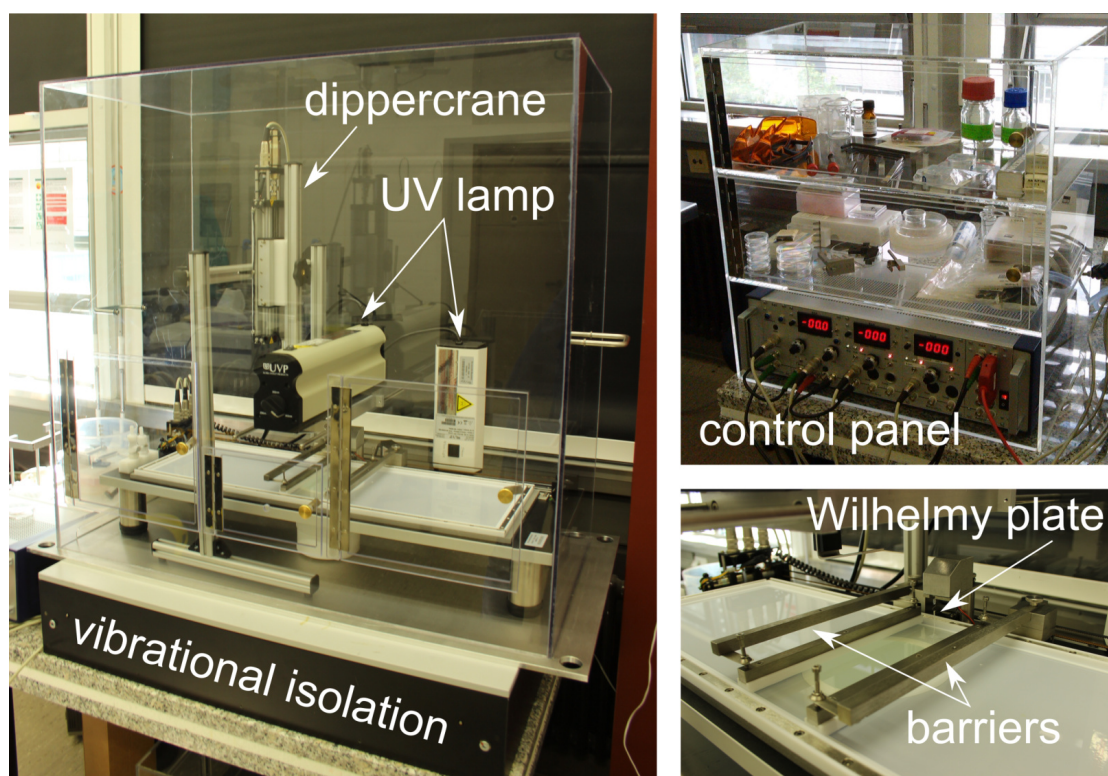 dippercrane
UV lamp
UVP
vibrational isolation
-00.0
-000
-000
control panel
Wilhelmy plate
barriers